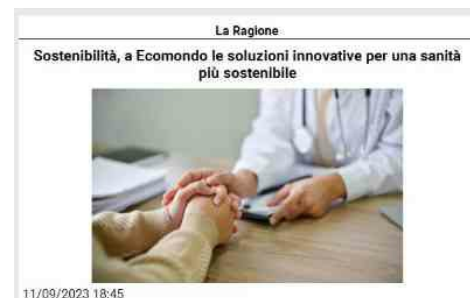 La Ragione
Sostenibilità, a Ecomondo le soluzioni innovative per una sanità
più sostenibile
11/09/2023 18:45